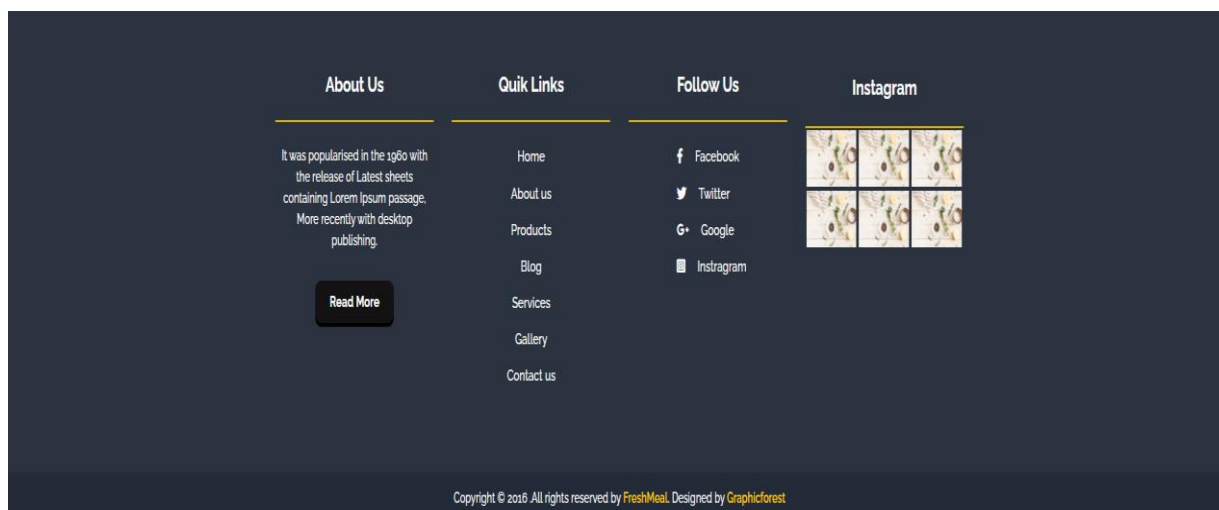 About Us
It was popularised in the 1960 with
the release of Latest sheets
containing Lorem Ipsum passage,
More recently with desktop
publishing.
Read More
Quik Links
Home
About us
Products
Blog
Services
Gallery
Contact us
Follow Us
Facebook
Twitter
G+ Google
Instragram
Instagram
Copyright © 2016 .All rights reserved by FreshMeal. Designed by Graphicforest